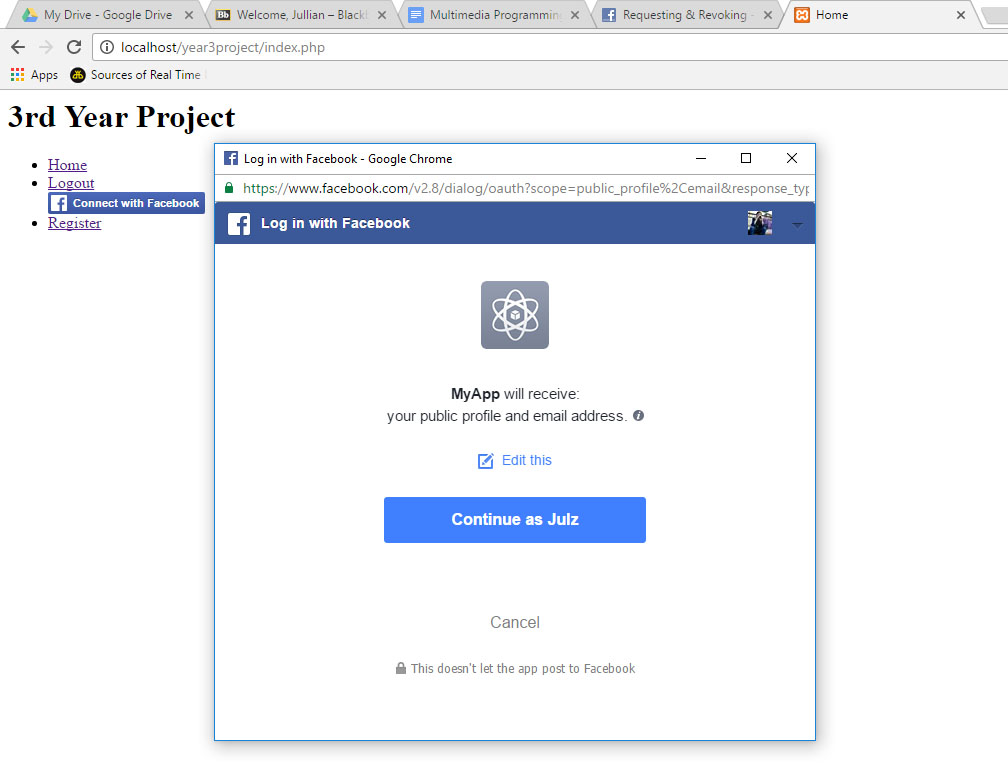 My Drive - Google Drive
Bb Welcome, Jullian – Blackb
Multimedia Programming
Requesting & Revoking -
Home
localhost/year3project/index.php
Apps
Sources of Real Time
3rd Year Project
Home
Logout
Connect with Facebook
Register
Log in with Facebook - Google Chrome
https://www.facebook.com/v2.8/dialog/oauth?scope=public_profile%2Cemail&response_typ
Log in with Facebook
MyApp will receive:
your public profile and email address.
Edit this
Continue as Julz
Cancel
This doesn't let the app post to Facebook